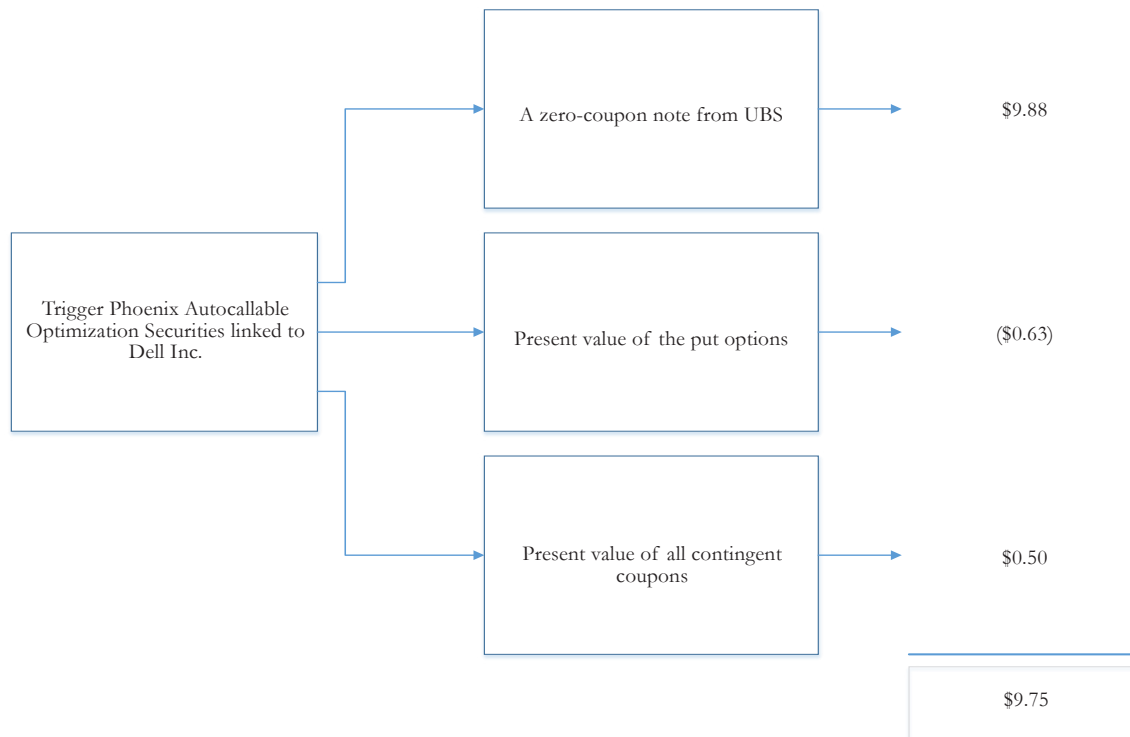 A zero-coupon note from UBS
$9.88
Trigger Phoenix Autocallable
Optimization Securities linked to
Dell Inc.
Present value of the put options
($0.63)
Present value of all contingent
coupons
$0.50
$9.75